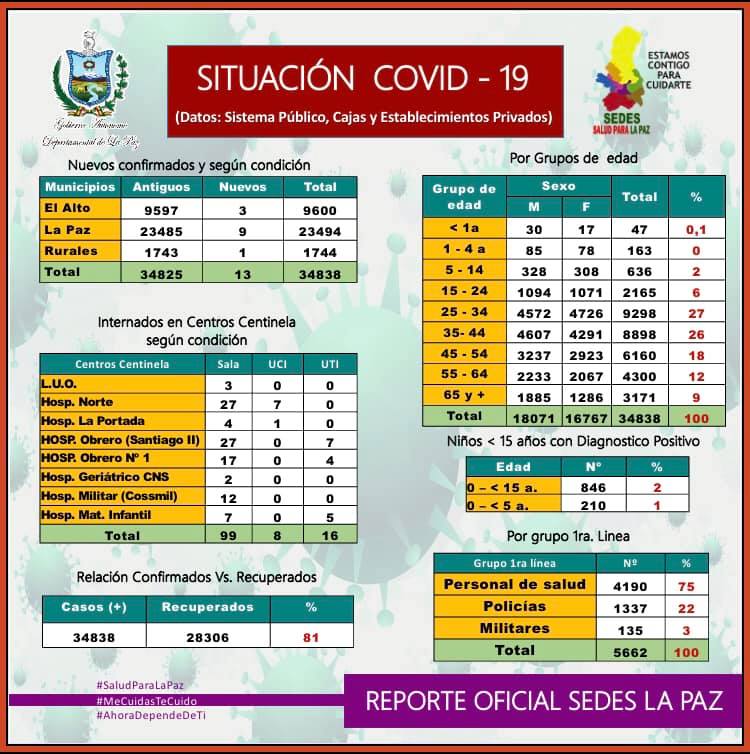 SITUACIÓN COVID - 19
(Datos: Sistema Público, Cajas y Establecimientos Privados)
Gobierno Autónomo
Departamental de La Paz
ESTAMOS
CONTIGO
PARA
CUIDARTE
SEDES
SALUD PARA LA PAZ
Nuevos confirmados y según condición
Municipios Antiguos Nuevos Total
El Alto 9597 3 9600
La Paz 23485 9 23494
Rurales 1743 1 1744
Total 34825 13 34838
Internados en Centros Centinela
según condición
Centros Centinela Sala UCI UTI
L.U.O. 3 0 0
Hosp. Norte 27 7 0
Hosp. La Portada 4 1 0
HOSP. Obrero (Santiago II) 27 0 7
HOSP. Obrero Nº 1 17 0 4
Hosp. Geriátrico CNS 2 0 0
Hosp. Militar (Cossmil) 12 0 0
Hosp. Mat. Infantil 7 0 5
Total 99 8 16
Relación Confirmados Vs. Recuperados
Casos (+) Recuperados %
34838 28306 81
Por Grupos de edad
Grupo de edad Sexo Total %
M F
< 1a 30 17 47 0,1
1 - 4 a 85 78 163 0
5 - 14 328 308 636 2
15 - 24 1094 1071 2165 6
25 - 34 4572 4726 9298 27
35- 44 4607 4291 8898 26
45 - 54 3237 2923 6160 18
55 - 64 2233 2067 4300 12
65 y + 1885 1286 3171 9
Total 18071 16767 34838 100
Niños < 15 años con Diagnostico Positivo
Edad Nº %
0 – < 15 a. 846 2
0 – < 5 a. 210 1
Por grupo 1ra. Linea
Grupo 1ra línea Nº %
Personal de salud 4190 75
Policías 1337 22
Militares 135 3
Total 5662 100
#SaludParaLaPaz
#MeCuidasTeCuido
#AhoraDependeDeTi
REPORTE OFICIAL SEDES LA PAZ